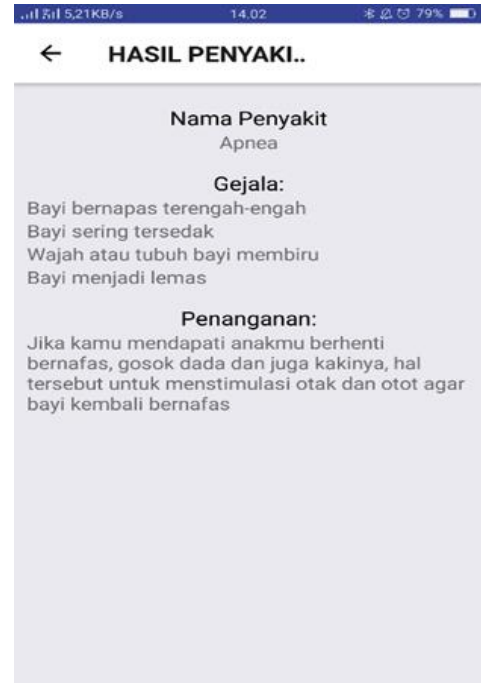 5,21KB/s 14.02 79%
← HASIL PENYAKI..
Nama Penyakit
Apnea
Gejala:
Bayi bernapas terengah-engah
Bayi sering tersedak
Wajah atau tubuh bayi membiru
Bayi menjadi lemas
Penanganan:
Jika kamu mendapati anakmu berhenti
bernafas, gosok dada dan juga kakinya, hal
tersebut untuk menstimulasi otak dan otot agar
bayi kembali bernafas